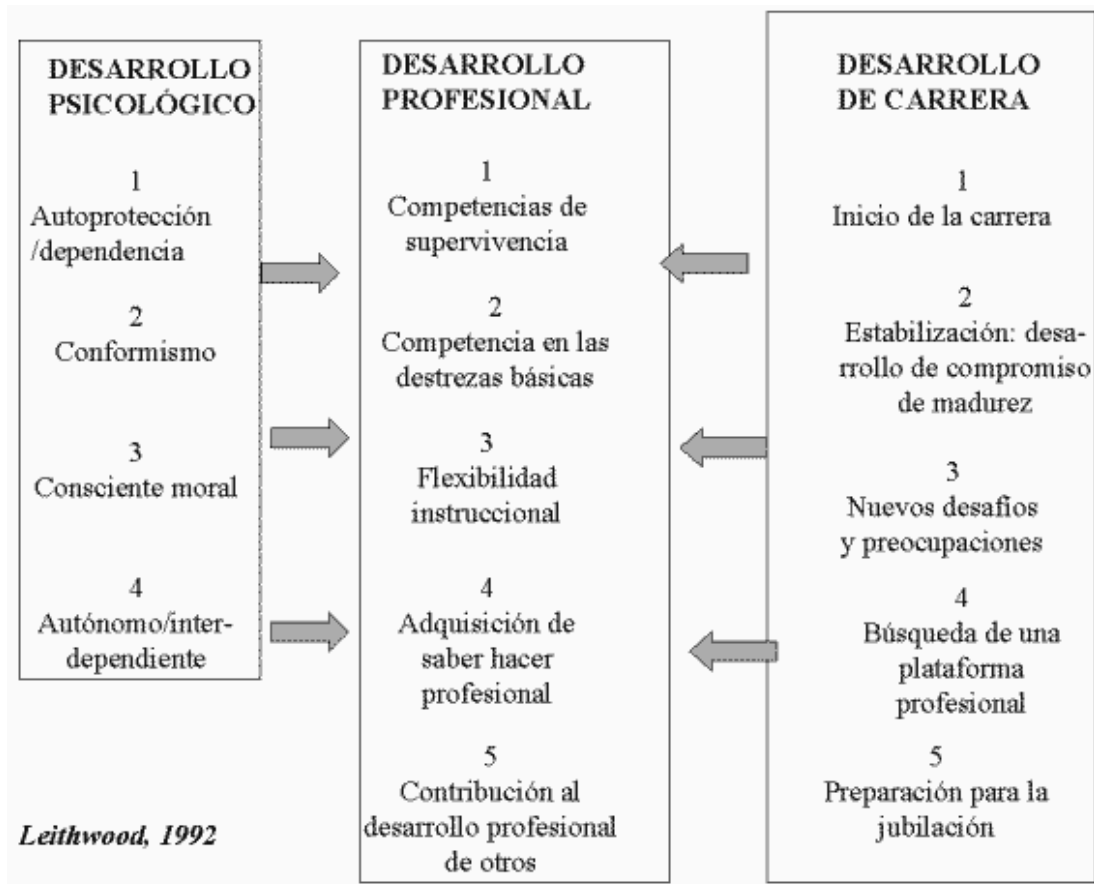 DESARROLLO
PSICOLÓGICO
1
Autoprotección
/dependencia
2
Conformismo
3
Consciente moral
4
Autónomo/inter-
dependiente
Leithwood, 1992
DESARROLLO
PROFESIONAL
1
Competencias de
supervivencia
2
Competencia en las
destrezas básicas
3
Flexibilidad
instruccional
4
Adquisición de
saber hacer
profesional
5
Contribución al
desarrollo profesional
de otros
DESARROLLO
DE CARRERA
1
Inicio de la carrera
2
Estabilización: desa-
rrollo de compromiso
de madurez
3
Nuevos desafíos
y preocupaciones
4
Búsqueda de una
plataforma
profesional
5
Preparación para la
jubilación